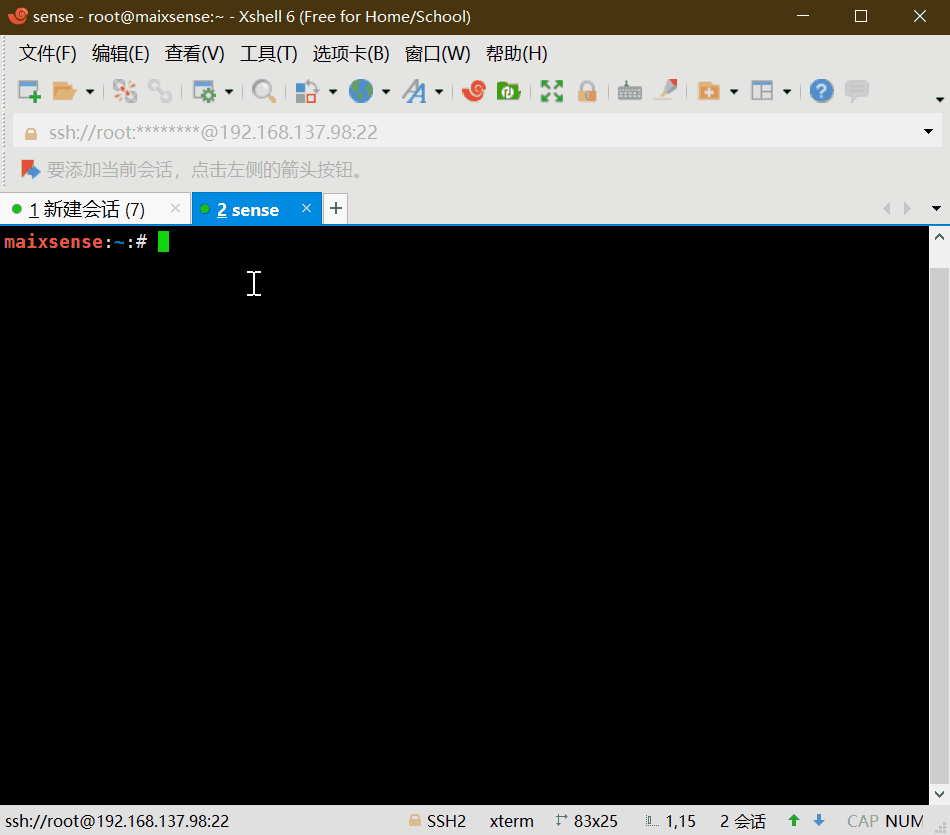 sense - root@maixsense:~ - Xshell 6 (Free for Home/School)
文件(F) 编辑(E) 查看(V) 工具(T) 选项卡(B) 窗口(W) 帮助(H)
ssh://root:********@192.168.137.98:22
要添加当前会话，点击左侧的箭头按钮。
1 新建会话 (7) × 2 sense × +
maixsense:~:#
ssh://root@192.168.137.98:22 SSH2 xterm 83x25 1,15 2 会话 CAP NUM